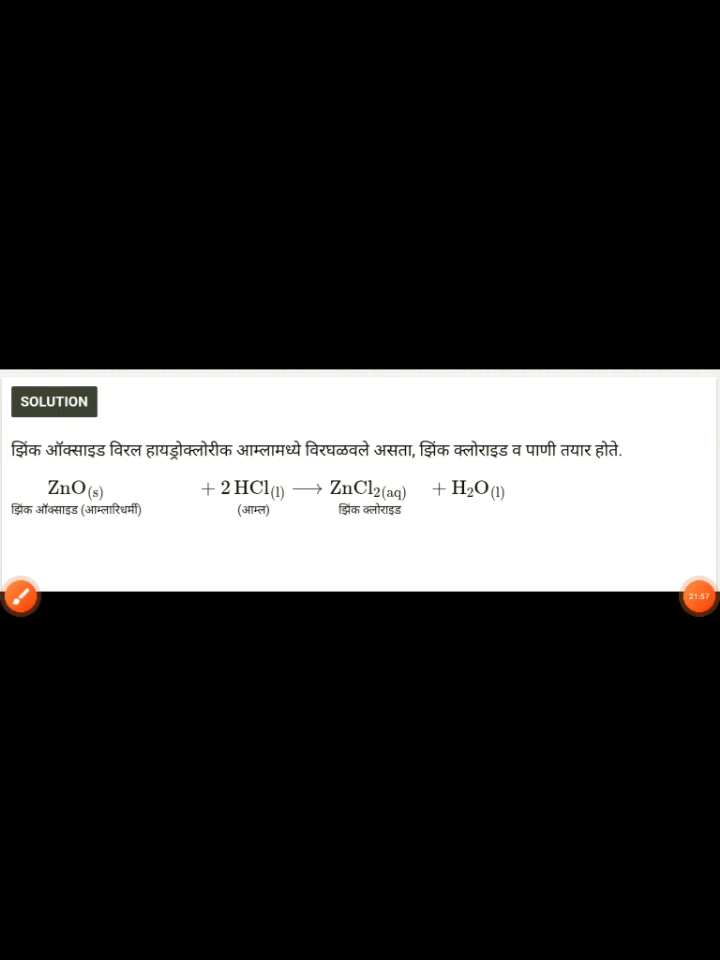 SOLUTION
झिंक ऑक्साइड विरल हायड्रोक्लोरीक आम्लामध्ये विरघळवले असता, झिंक क्लोराइड व पाणी तयार होते.
ZnO(s) + 2 HCl(l) ⟶ ZnCl₂(aq) + H₂O(l)
झिंक ऑक्साइड (आम्लारिधर्मी) (आम्ल) झिंक क्लोराइड
21:57